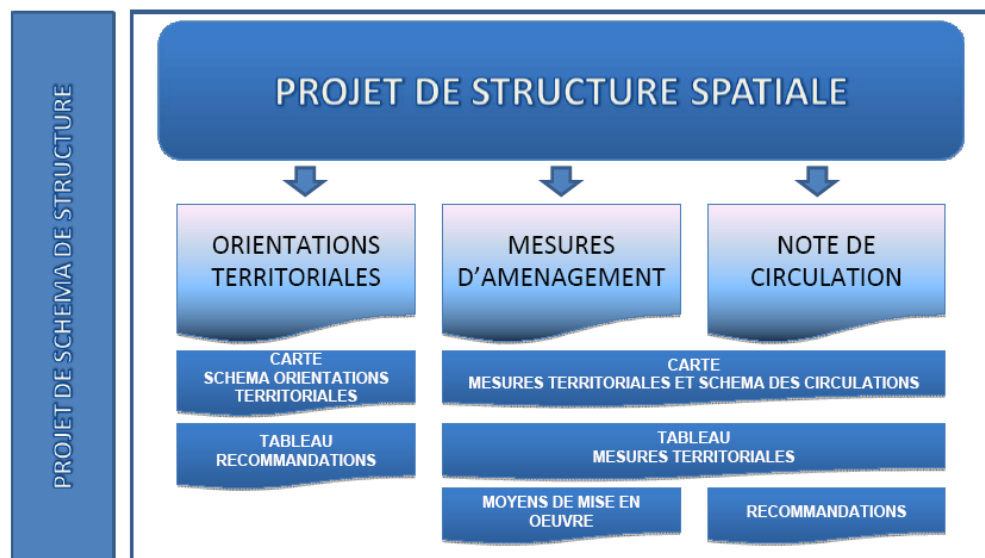 PROJET DE SCHEMA DE STRUCTURE
PROJET DE STRUCTURE SPATIALE
ORIENTATIONS
TERRITORIALES
MESURES
D'AMENAGEMENT
NOTE DE
CIRCULATION
CARTE
SCHEMA ORIENTATIONS
TERRITORIALES
CARTE
MESURES TERRITORIALES ET SCHEMA DES CIRCULATIONS
TABLEAU
RECOMMANDATIONS
TABLEAU
MESURES TERRITORIALES
MOYENS DE MISE EN
OEUVRE
RECOMMANDATIONS